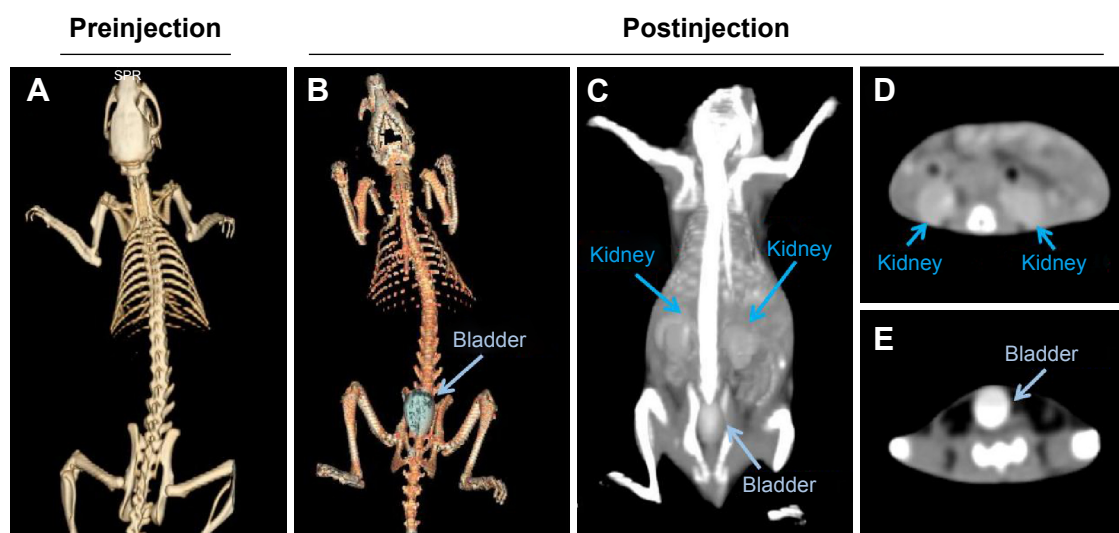 Preinjection
Postinjection
A
SPR
B
Bladder
C
Kidney
Kidney
Bladder
D
Kidney
Kidney
E
Bladder